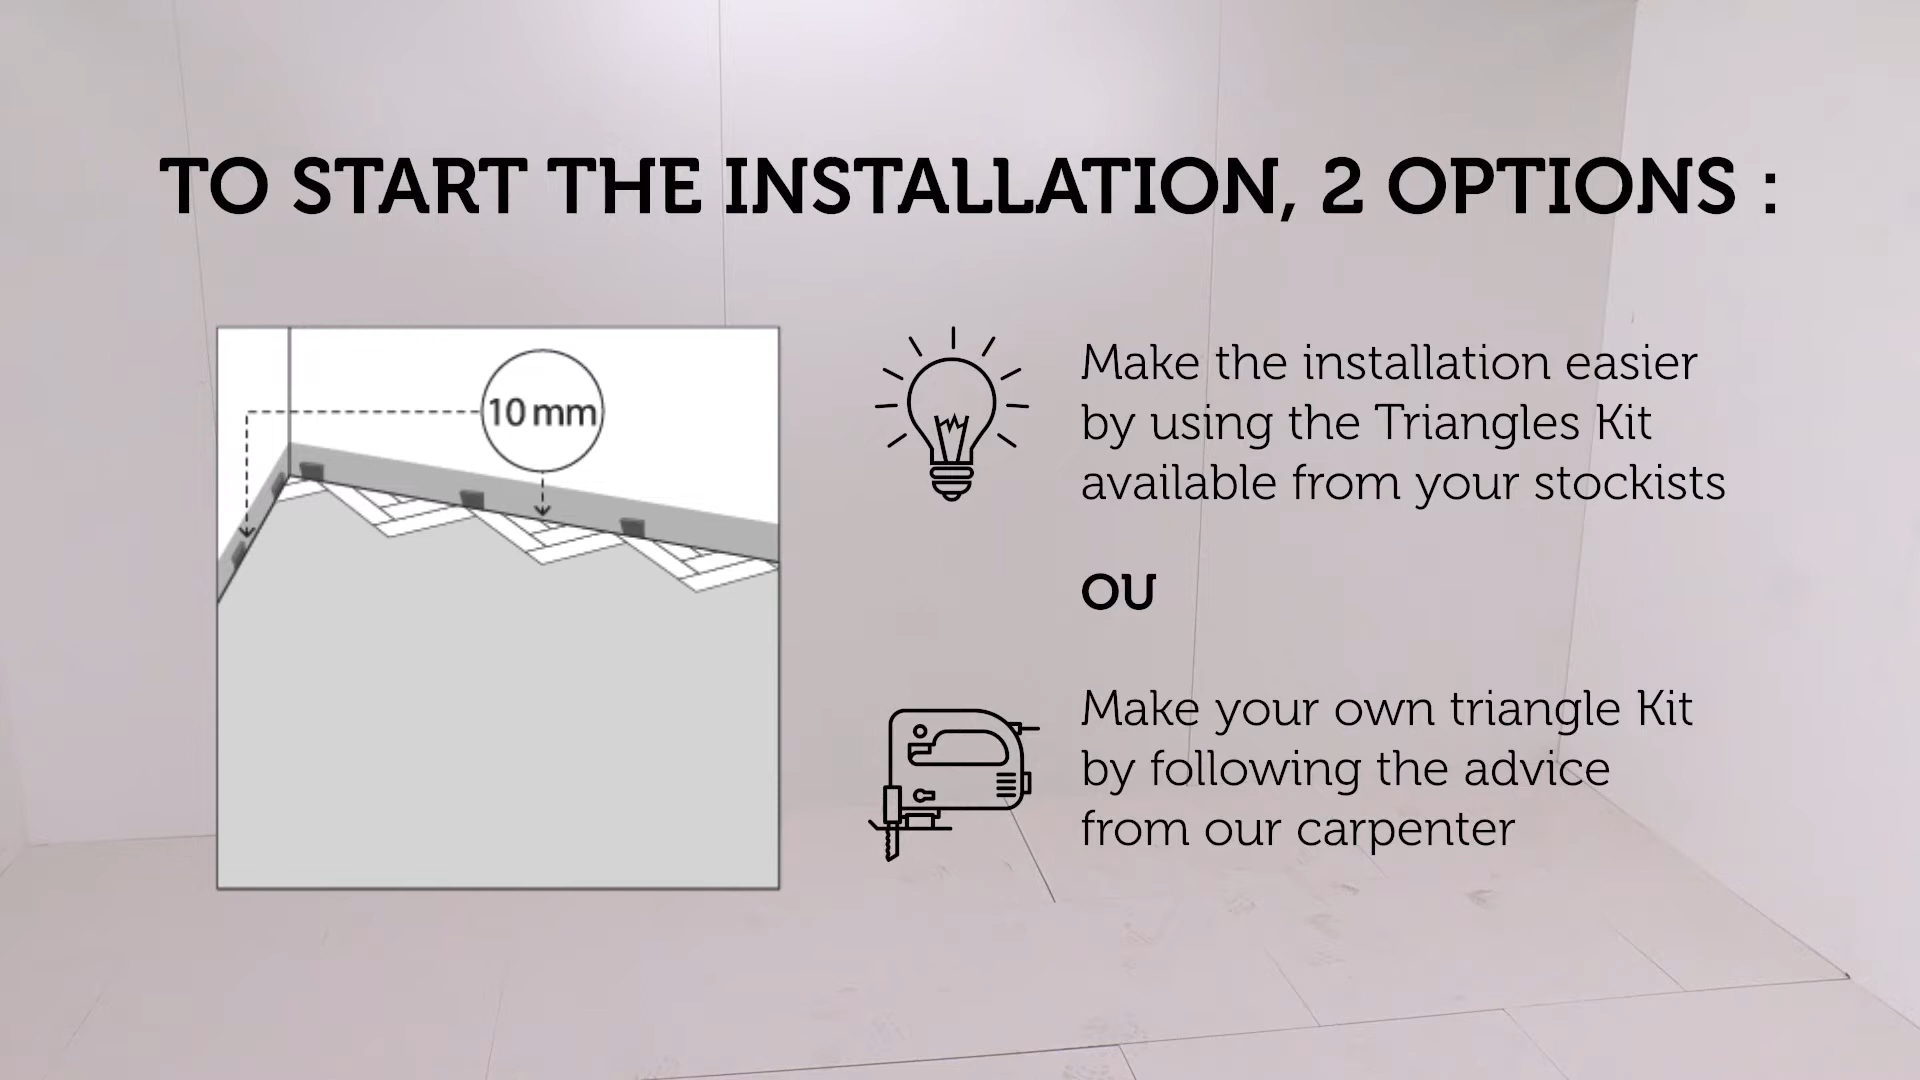 TO START THE INSTALLATION, 2 OPTIONS :
10 mm
Make the installation easier
by using the Triangles Kit
available from your stockists
OU
Make your own triangle Kit
by following the advice
from our carpenter